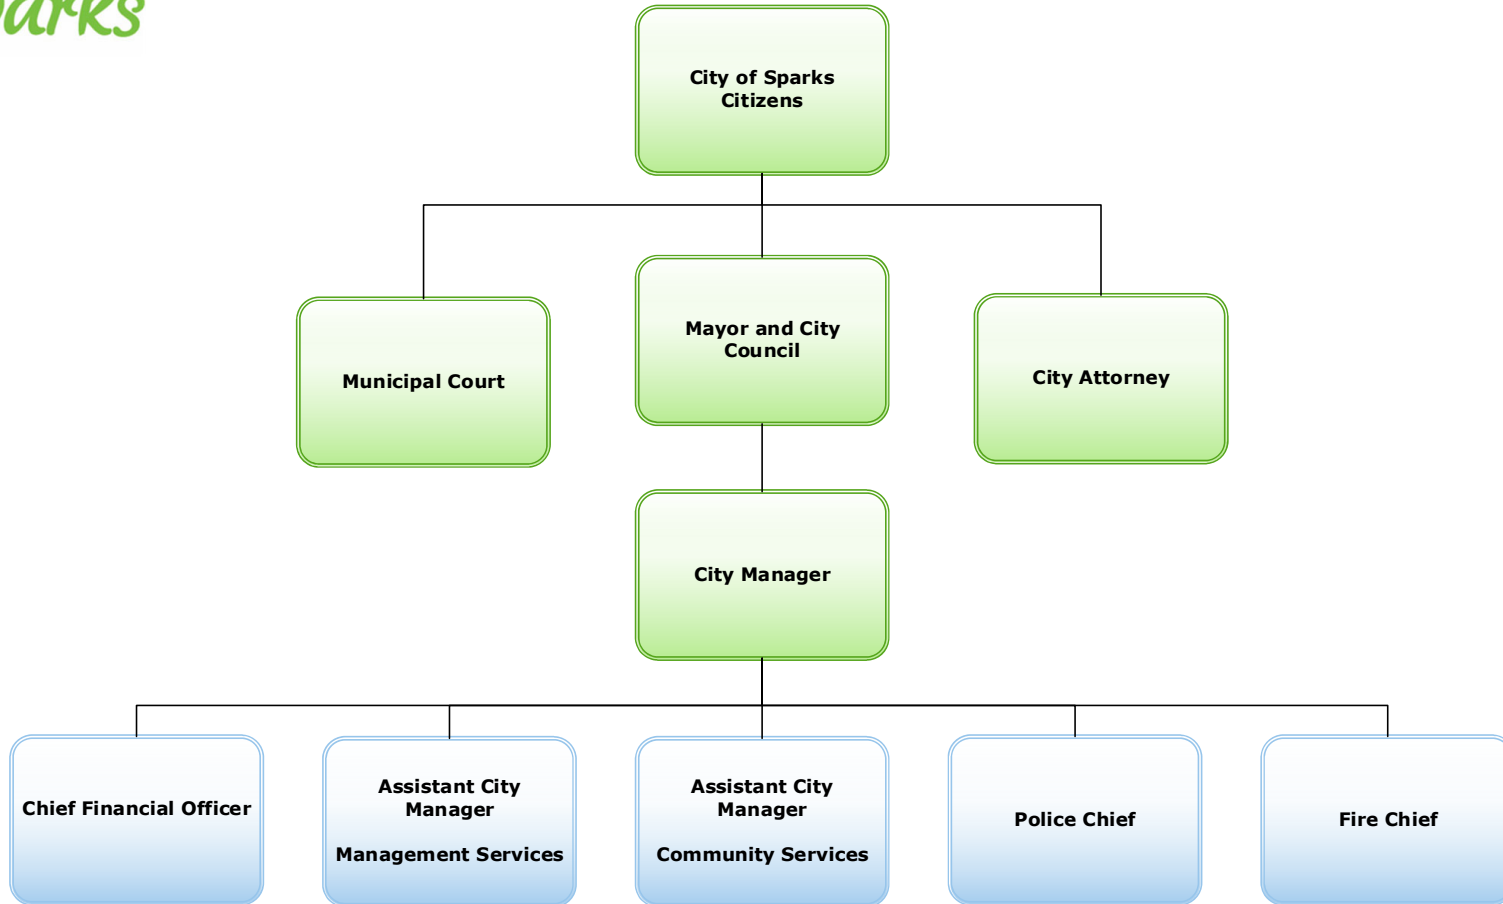 City of Sparks
Citizens
Municipal Court
Mayor and City
Council
City Attorney
City Manager
Chief Financial Officer
Assistant City
Manager
Management Services
Assistant City
Manager
Community Services
Police Chief
Fire Chief